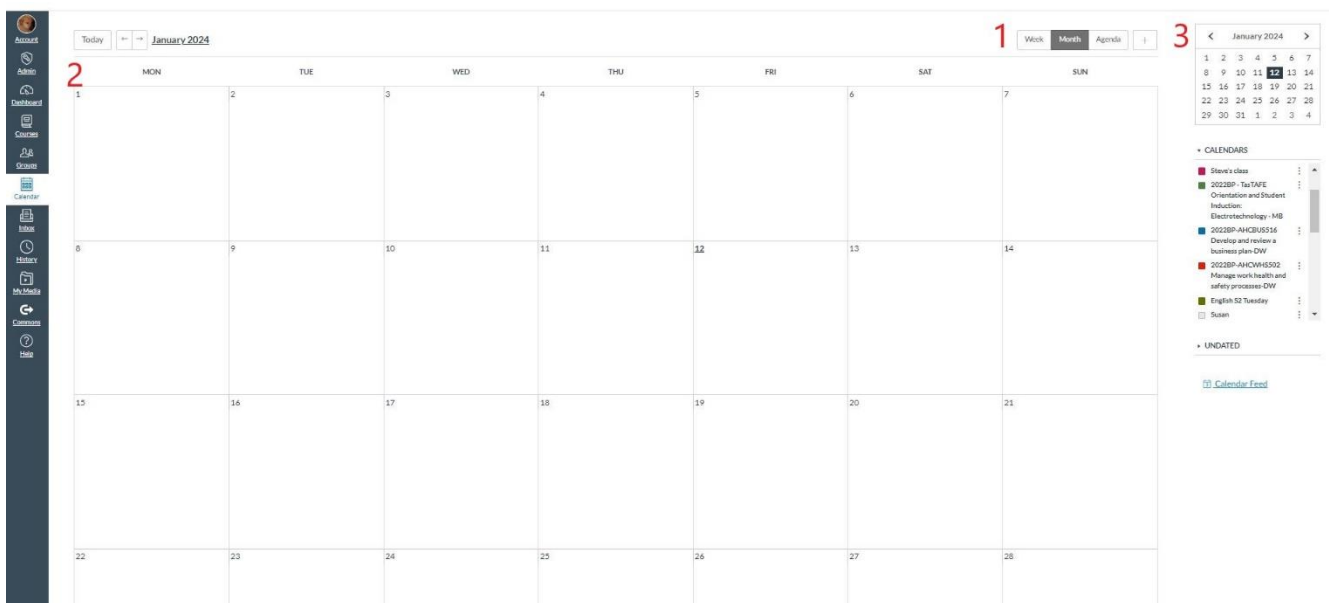 Account
Admin
Dashboard
Courses
Groups
Calendar
Inbox
History
My Media
Commons
Help
Today ← → January 2024
1
Week Month Agenda +
2
MON TUE WED THU FRI SAT SUN
1 2 3 4 5 6 7
8 9 10 11 12 13 14
15 16 17 18 19 20 21
22 23 24 25 26 27 28
3
January 2024
1 2 3 4 5 6 7
8 9 10 11 12 13 14
15 16 17 18 19 20 21
22 23 24 25 26 27 28
29 30 31 1 2 3 4
CALENDARS
Steve's class
2022BP - TasTAFE
Orientation and Student
Induction:
Electrotechnology - MB
2022BP-AHCBUS516
Develop and review a
business plan-DW
2022BP-AHCWHS502
Manage work health and
safety processes-DW
English S2 Tuesday
Susan
UNDATED
Calendar Feed